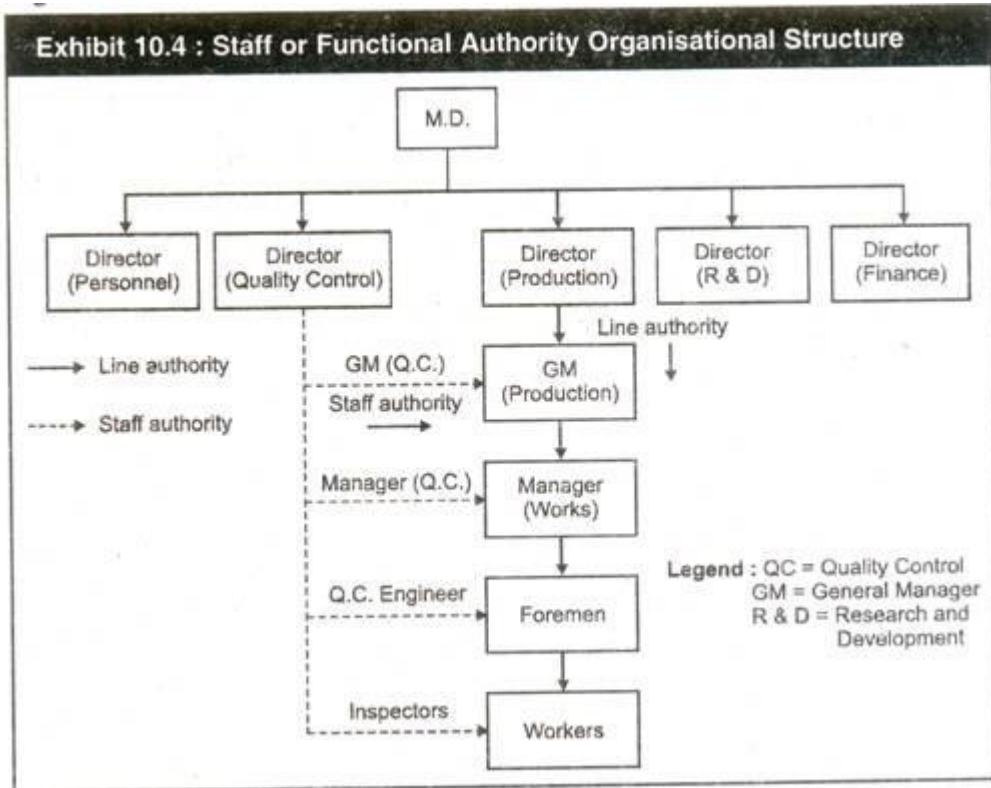 Exhibit 10.4 : Staff or Functional Authority Organisational Structure
M.D.
Director
(Personnel)
Director
(Quality Control)
Director
(Production)
Director
(R & D)
Director
(Finance)
Line authority
Line authority
Staff authority
GM (Q.C.)
Staff authority
GM
(Production)
Manager (Q.C.)
Manager
(Works)
Q.C. Engineer
Foremen
Inspectors
Workers
Legend : QC = Quality Control
GM = General Manager
R & D = Research and
Development